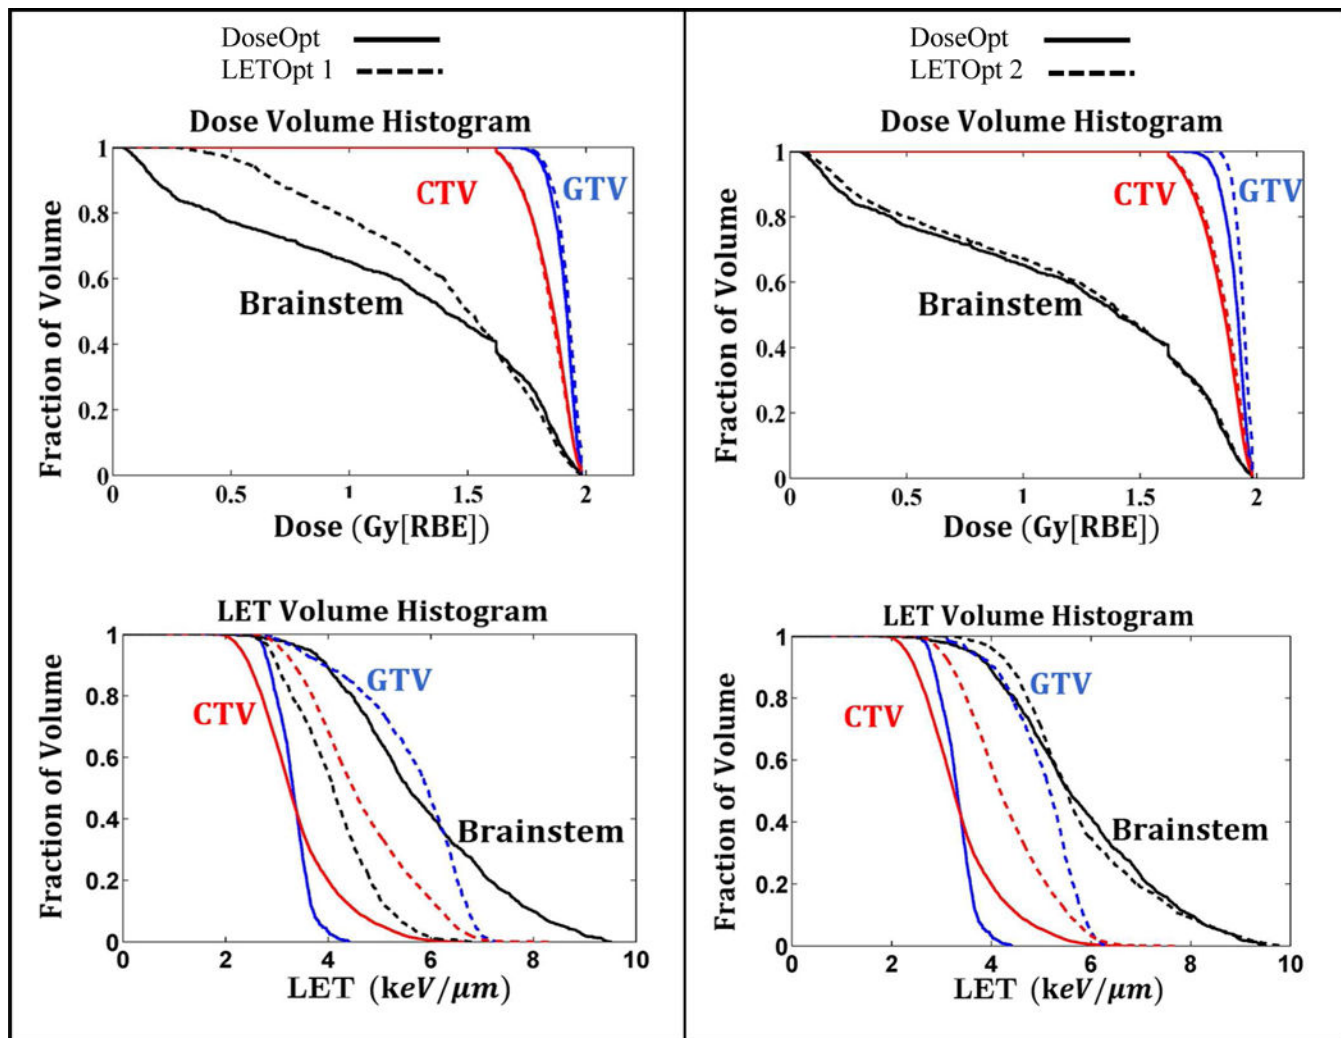 DoseOpt
LETOpt 1
Dose Volume Histogram
1
0.8
0.6
0.4
0.2
0
Fraction of Volume
CTV
GTV
Brainstem
0 0.5 1 1.5 2
Dose (Gy[RBE])
LET Volume Histogram
1
0.8
0.6
0.4
0.2
0
Fraction of Volume
CTV
GTV
Brainstem
0 2 4 6 8 10
LET (keV/μm)
DoseOpt
LETOpt 2
Dose Volume Histogram
1
0.8
0.6
0.4
0.2
0
Fraction of Volume
CTV
GTV
Brainstem
0 0.5 1 1.5 2
Dose (Gy[RBE])
LET Volume Histogram
1
0.8
0.6
0.4
0.2
0
Fraction of Volume
CTV
GTV
Brainstem
0 2 4 6 8 10
LET (keV/μm)